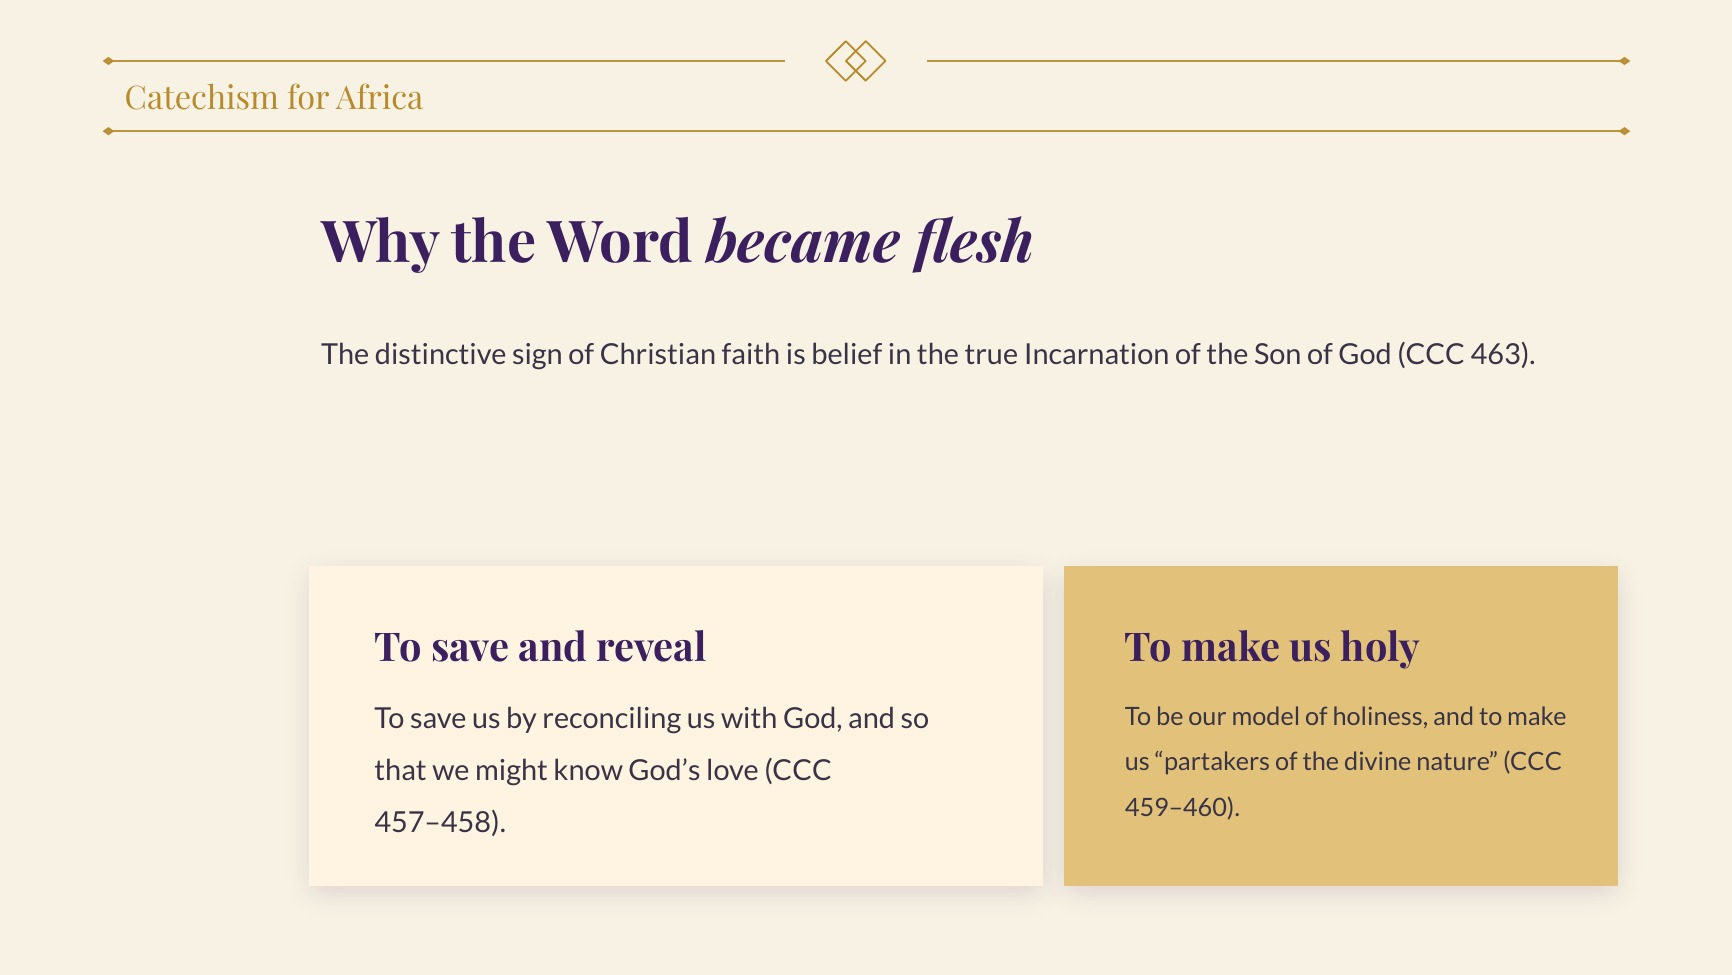 Catechism for Africa
Why the Word became flesh
The distinctive sign of Christian faith is belief in the true Incarnation of the Son of God (CCC 463).
To save and reveal
To save us by reconciling us with God, and so
that we might know God’s love (CCC
457–458).
To make us holy
To be our model of holiness, and to make
us “partakers of the divine nature” (CCC
459–460).